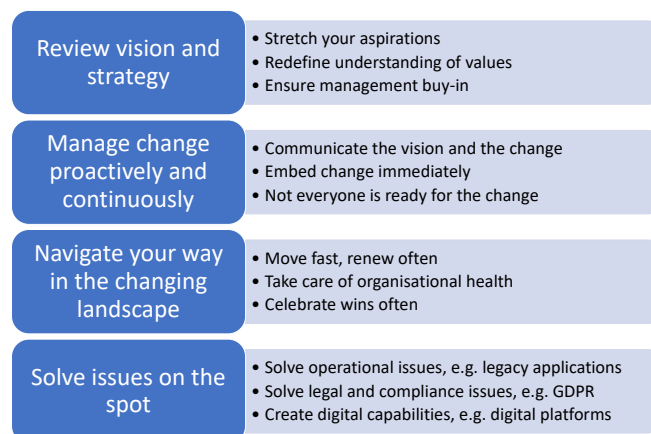 Review vision and
strategy
• Stretch your aspirations
• Redefine understanding of values
• Ensure management buy-in
Manage change
proactively and
continuously
• Communicate the vision and the change
• Embed change immediately
• Not everyone is ready for the change
Navigate your way
in the changing
landscape
• Move fast, renew often
• Take care of organisational health
• Celebrate wins often
Solve issues on the
spot
• Solve operational issues, e.g. legacy applications
• Solve legal and compliance issues, e.g. GDPR
• Create digital capabilities, e.g. digital platforms